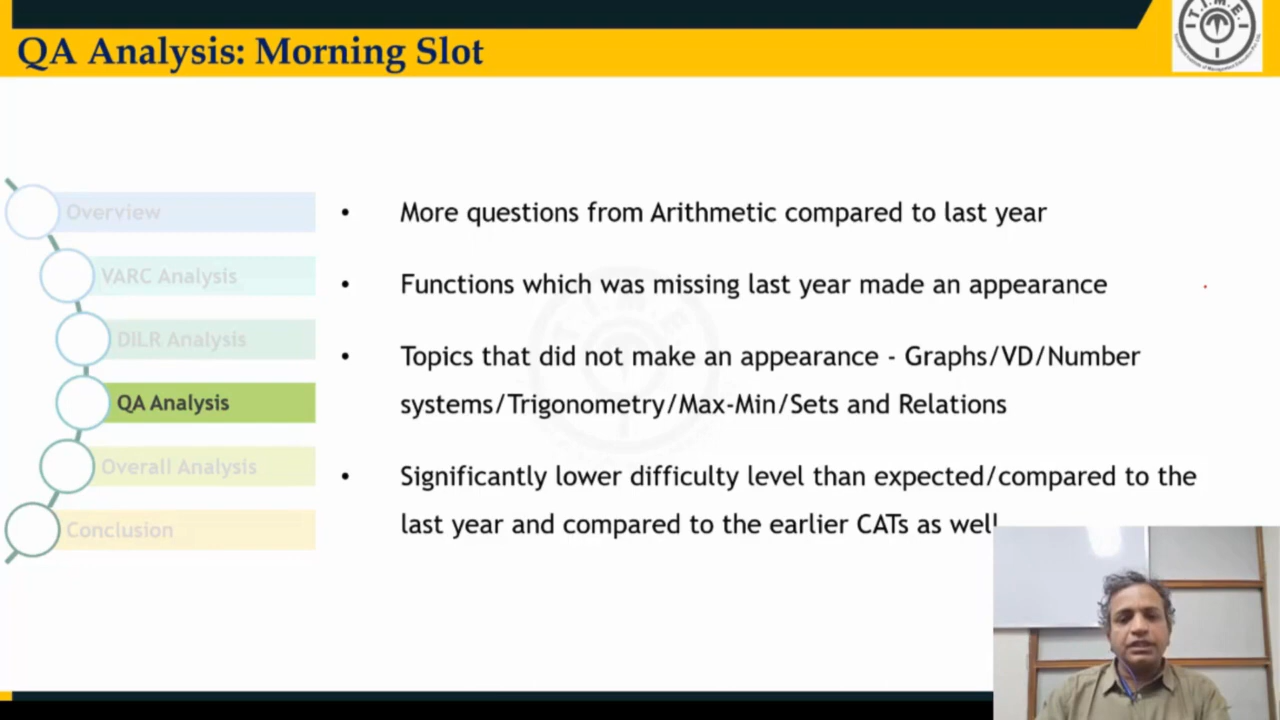 QA Analysis: Morning Slot
T.I.M.E.
Overview
VARC Analysis
DILR Analysis
QA Analysis
Overall Analysis
Conclusion
• More questions from Arithmetic compared to last year
• Functions which was missing last year made an appearance
• Topics that did not make an appearance - Graphs/VD/Number
systems/Trigonometry/Max-Min/Sets and Relations
• Significantly lower difficulty level than expected/compared to the
last year and compared to the earlier CATs as well